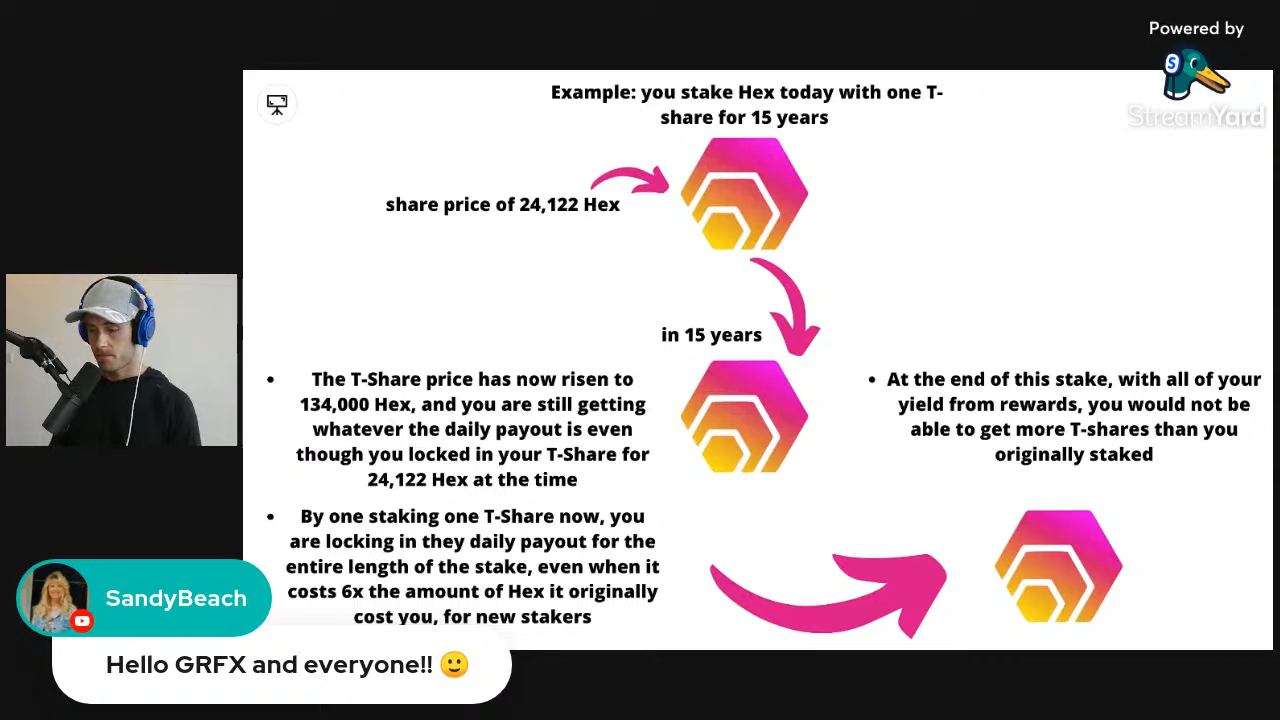 Powered by
StreamYard
Example: you stake Hex today with one T-
share for 15 years
share price of 24,122 Hex
in 15 years
• The T-Share price has now risen to
134,000 Hex, and you are still getting
whatever the daily payout is even
though you locked in your T-Share for
24,122 Hex at the time
• By one staking one T-Share now, you
are locking in they daily payout for the
entire length of the stake, even when it
costs 6x the amount of Hex it originally
cost you, for new stakers
• At the end of this stake, with all of your
yield from rewards, you would not be
able to get more T-shares than you
originally staked
SandyBeach
Hello GRFX and everyone!! 🙂